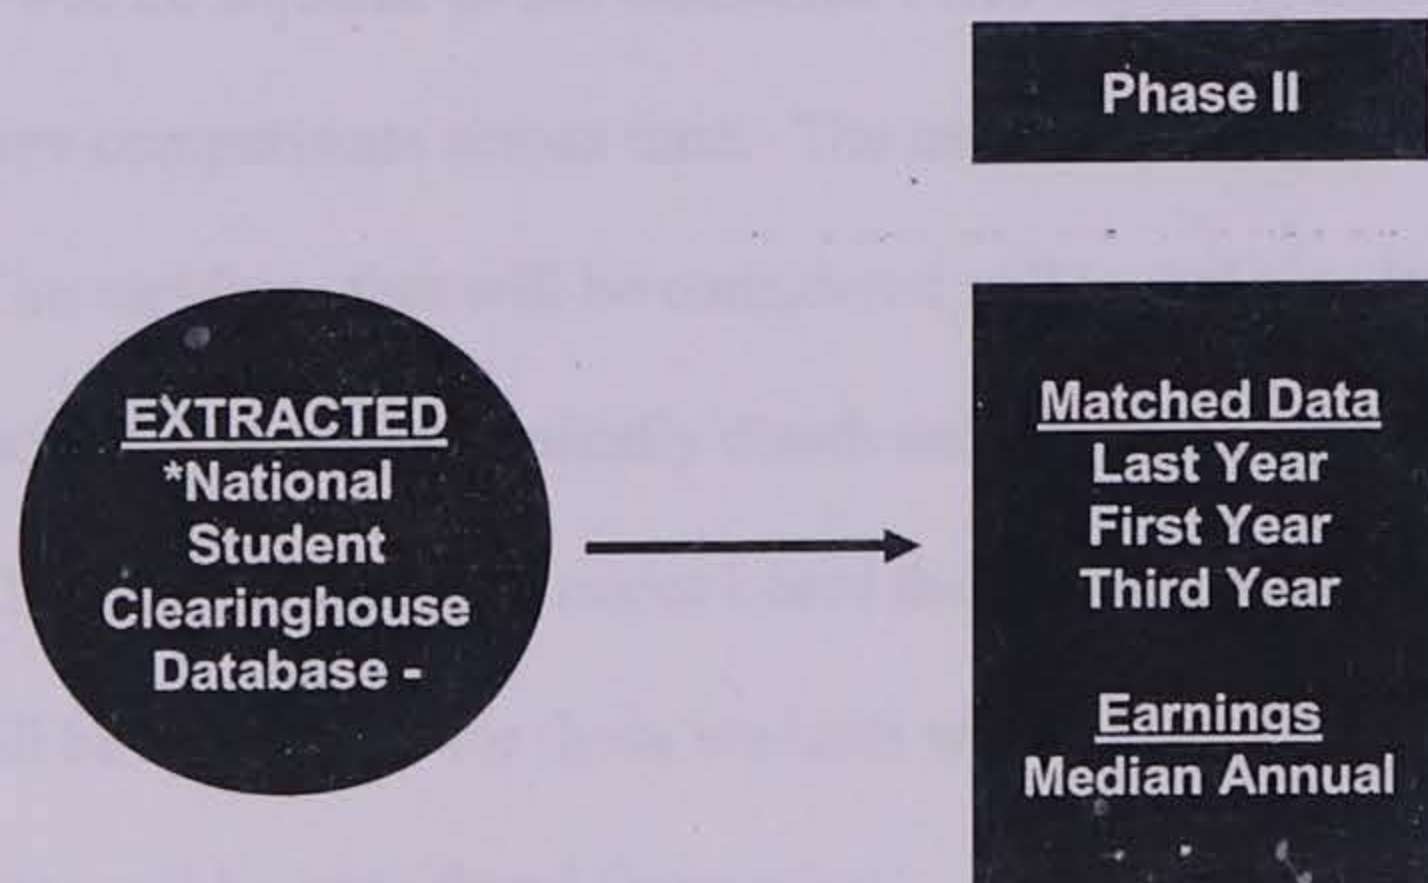 Phase II
EXTRACTED
*National
Student
Clearinghouse
Database -
Matched Data
Last Year
First Year
Third Year
Earnings
Median Annual